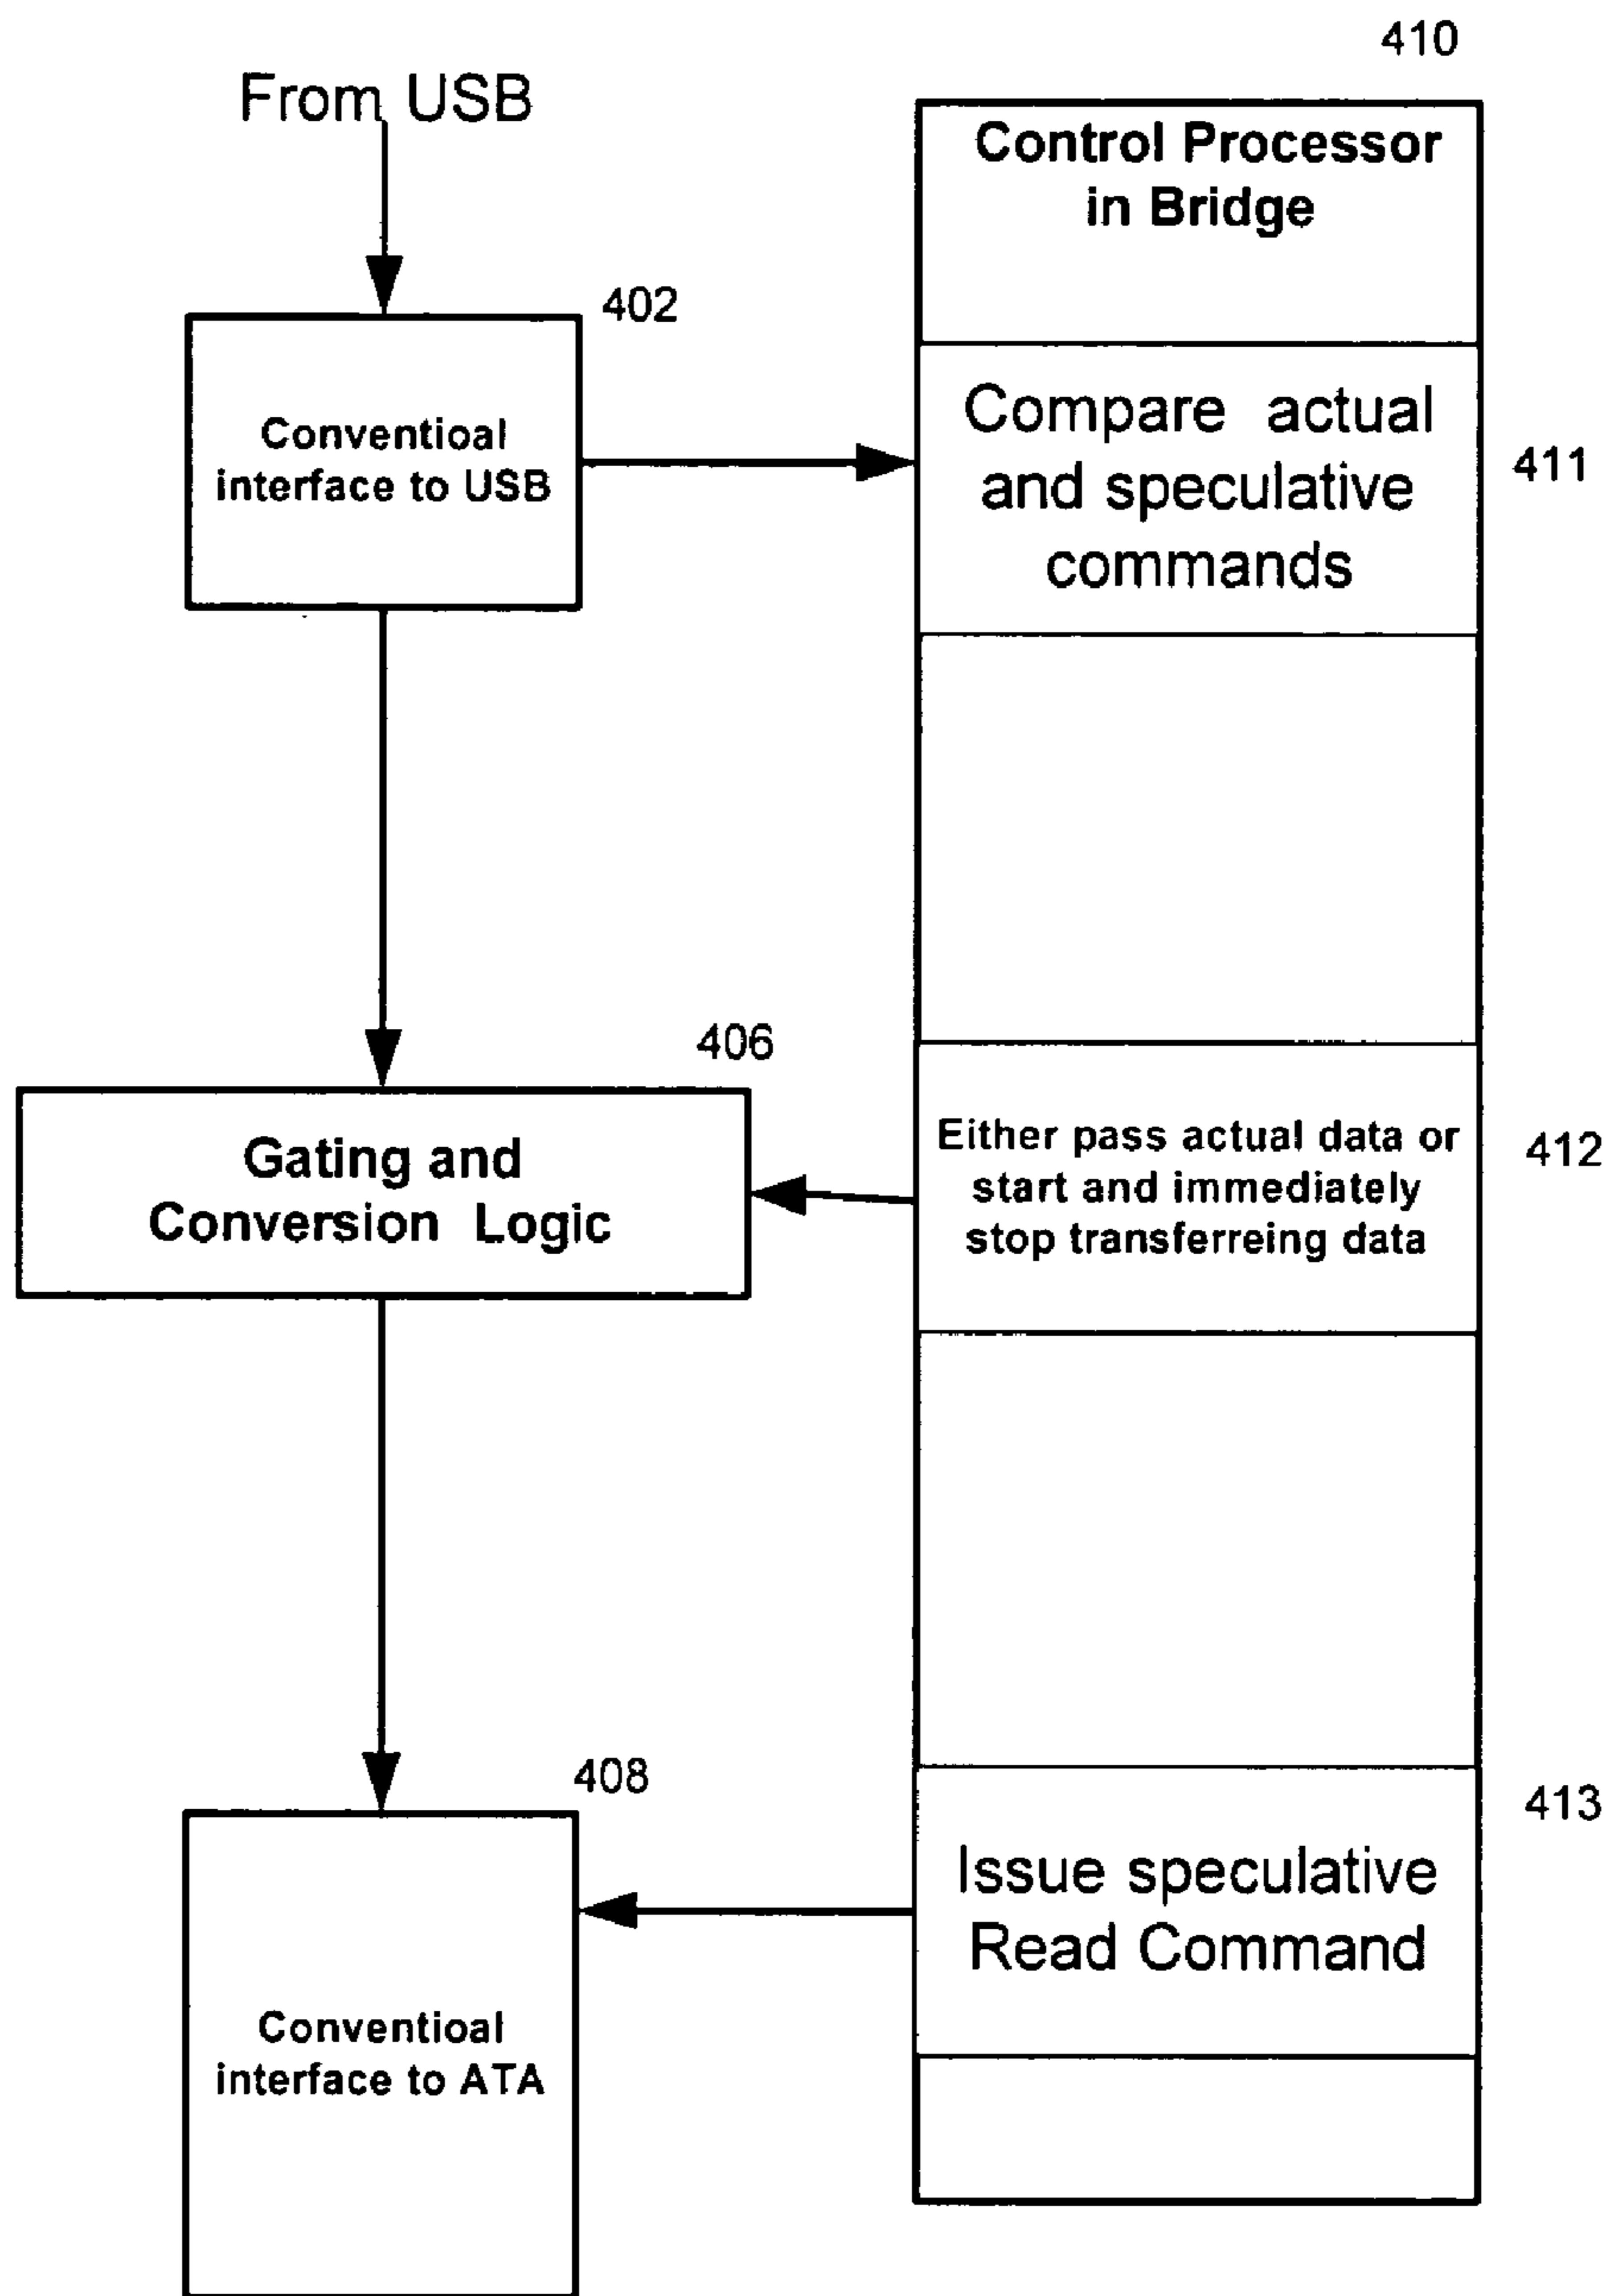 410
From USB
Control Processor
in Bridge
402
Conventioal
interface to USB
Compare actual
and speculative
commands
411
406
Gating and
Conversion Logic
Either pass actual data or
start and immediately
stop transferreing data
412
408
413
Issue speculative
Read Command
Conventioal
interface to ATA